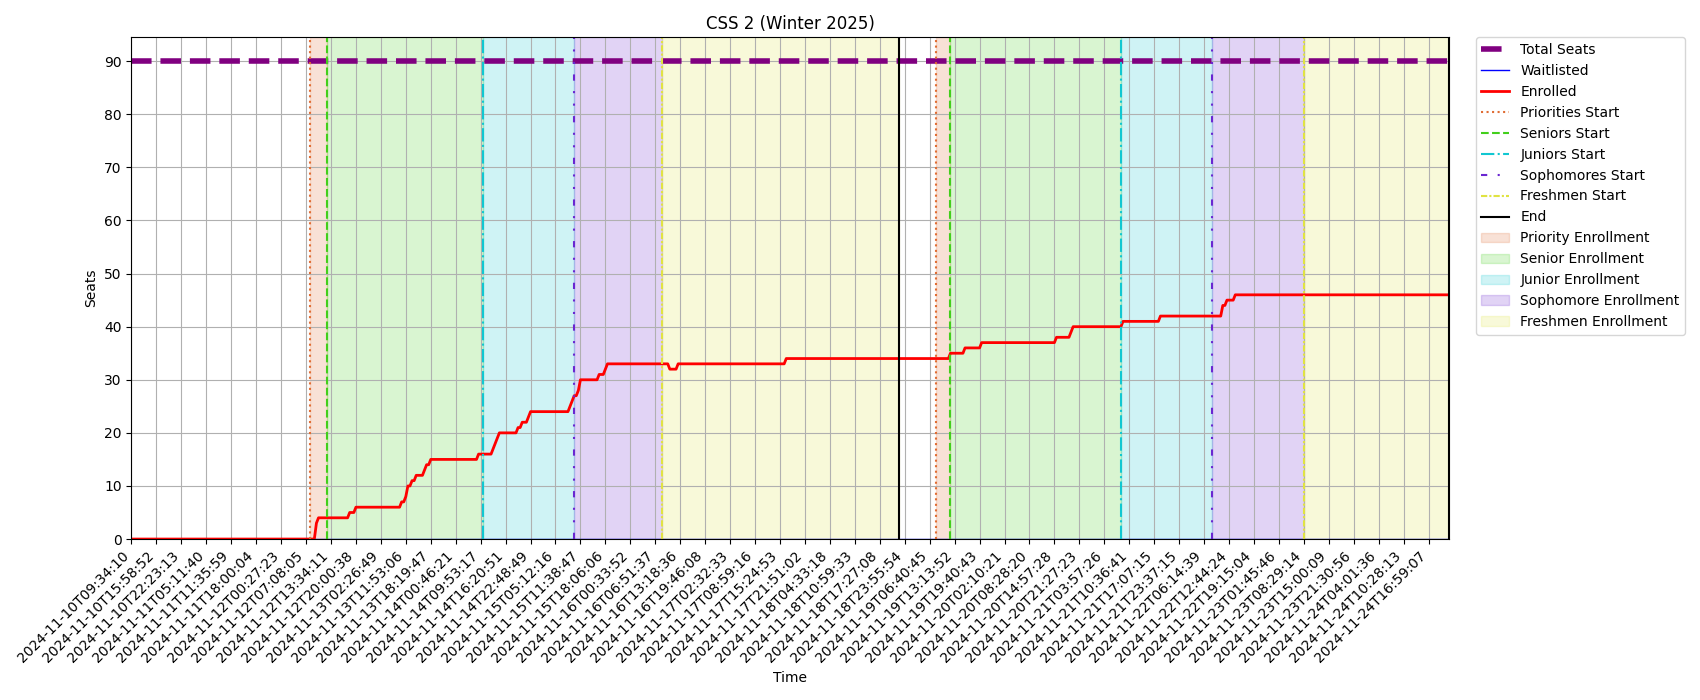 CSS 2 (Winter 2025)
Seats
90
80
70
60
50
40
30
20
10
0
2024-11-10T09:34:10
2024-11-10T15:58:52
2024-11-10T22:23:13
2024-11-11T05:11:40
2024-11-11T11:35:59
2024-11-11T18:00:04
2024-11-12T00:27:23
2024-11-12T07:08:05
2024-11-12T13:34:11
2024-11-12T20:00:38
2024-11-13T02:26:49
2024-11-13T11:53:06
2024-11-13T18:19:47
2024-11-14T00:46:21
2024-11-14T09:53:17
2024-11-14T16:20:51
2024-11-14T22:48:49
2024-11-15T05:12:16
2024-11-15T11:38:47
2024-11-15T18:06:06
2024-11-16T00:33:52
2024-11-16T06:51:37
2024-11-16T13:18:36
2024-11-16T19:46:08
2024-11-17T02:32:33
2024-11-17T08:59:16
2024-11-17T15:24:53
2024-11-17T21:51:02
2024-11-18T04:33:18
2024-11-18T10:59:33
2024-11-18T17:27:08
2024-11-18T23:55:54
2024-11-19T06:40:45
2024-11-19T13:13:52
2024-11-19T19:40:43
2024-11-20T02:10:21
2024-11-20T08:28:20
2024-11-20T14:57:28
2024-11-20T21:27:23
2024-11-21T03:57:26
2024-11-21T10:36:41
2024-11-21T17:07:15
2024-11-21T23:37:15
2024-11-22T06:14:39
2024-11-22T12:44:24
2024-11-22T19:15:04
2024-11-23T01:45:46
2024-11-23T08:29:14
2024-11-23T15:00:09
2024-11-23T21:30:56
2024-11-24T04:01:36
2024-11-24T10:28:13
2024-11-24T16:59:07
Time
Total Seats
Waitlisted
Enrolled
Priorities Start
Seniors Start
Juniors Start
Sophomores Start
Freshmen Start
End
Priority Enrollment
Senior Enrollment
Junior Enrollment
Sophomore Enrollment
Freshmen Enrollment